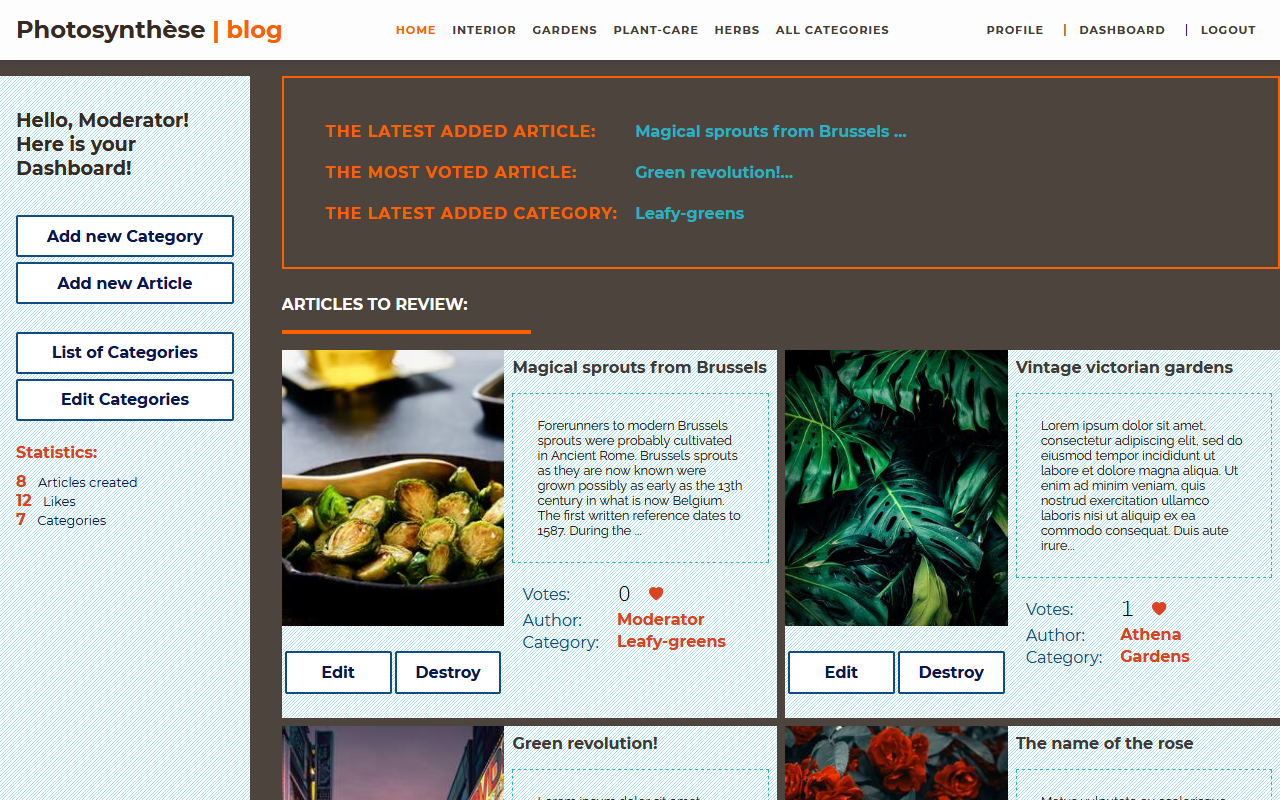 Photosynthèse | blog
HOME INTERIOR GARDENS PLANT-CARE HERBS ALL CATEGORIES
PROFILE | DASHBOARD | LOGOUT
Hello, Moderator!
Here is your
Dashboard!
Add new Category
Add new Article
List of Categories
Edit Categories
Statistics:
8 Articles created
12 Likes
7 Categories
THE LATEST ADDED ARTICLE: Magical sprouts from Brussels ...
THE MOST VOTED ARTICLE: Green revolution!...
THE LATEST ADDED CATEGORY: Leafy-greens
ARTICLES TO REVIEW:
Magical sprouts from Brussels
Forerunners to modern Brussels
sprouts were probably cultivated
in Ancient Rome. Brussels sprouts
as they are now known were
grown possibly as early as the 13th
century in what is now Belgium.
The first written reference dates to
1587. During the ...
Votes: 0
Author: Moderator
Category: Leafy-greens
Edit Destroy
Vintage victorian gardens
Lorem ipsum dolor sit amet,
consectetur adipiscing elit, sed do
eiusmod tempor incididunt ut
labore et dolore magna aliqua. Ut
enim ad minim veniam, quis
nostrud exercitation ullamco
laboris nisi ut aliquip ex ea
commodo consequat. Duis aute
irure...
Votes: 1
Author: Athena
Category: Gardens
Edit Destroy
Green revolution!
The name of the rose